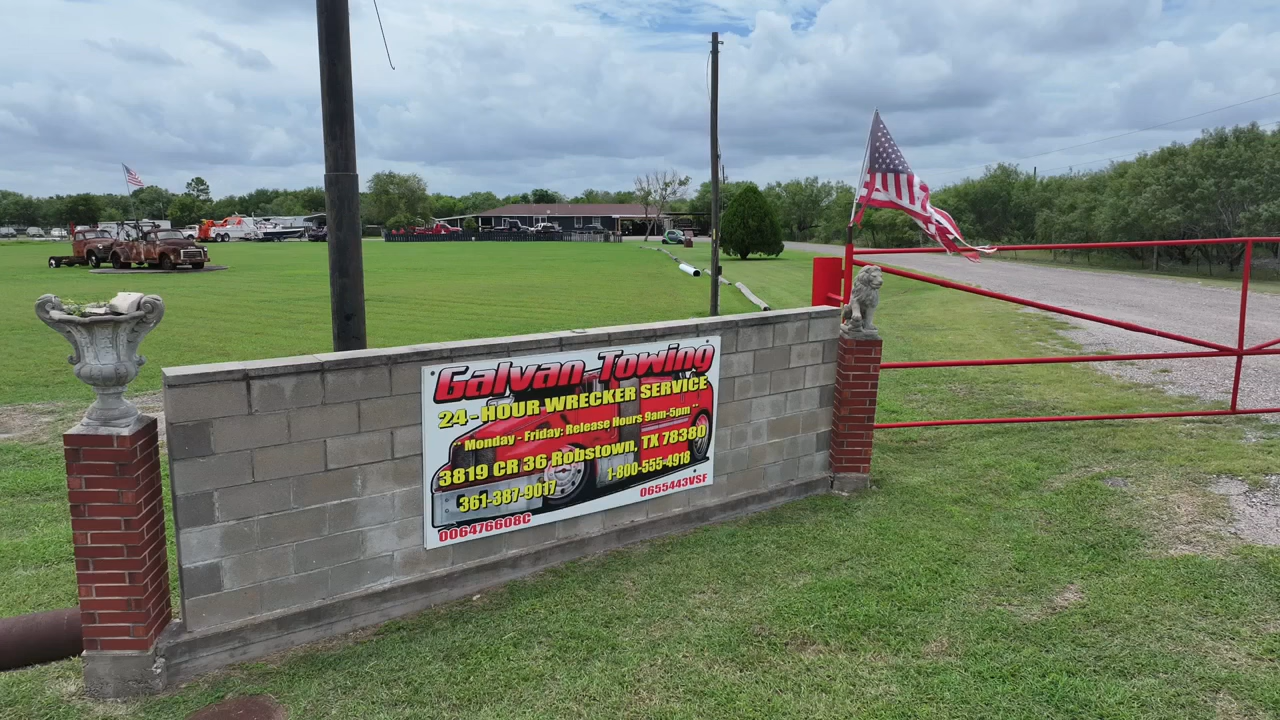 Galvan Towing
24-HOUR WRECKER SERVICE
"Monday - Friday: Release Hours 9am-5pm"
3819 CR 36 Robstown, TX 78380
361-387-9017 1-800-555-4918
006476608C 0655443VSF